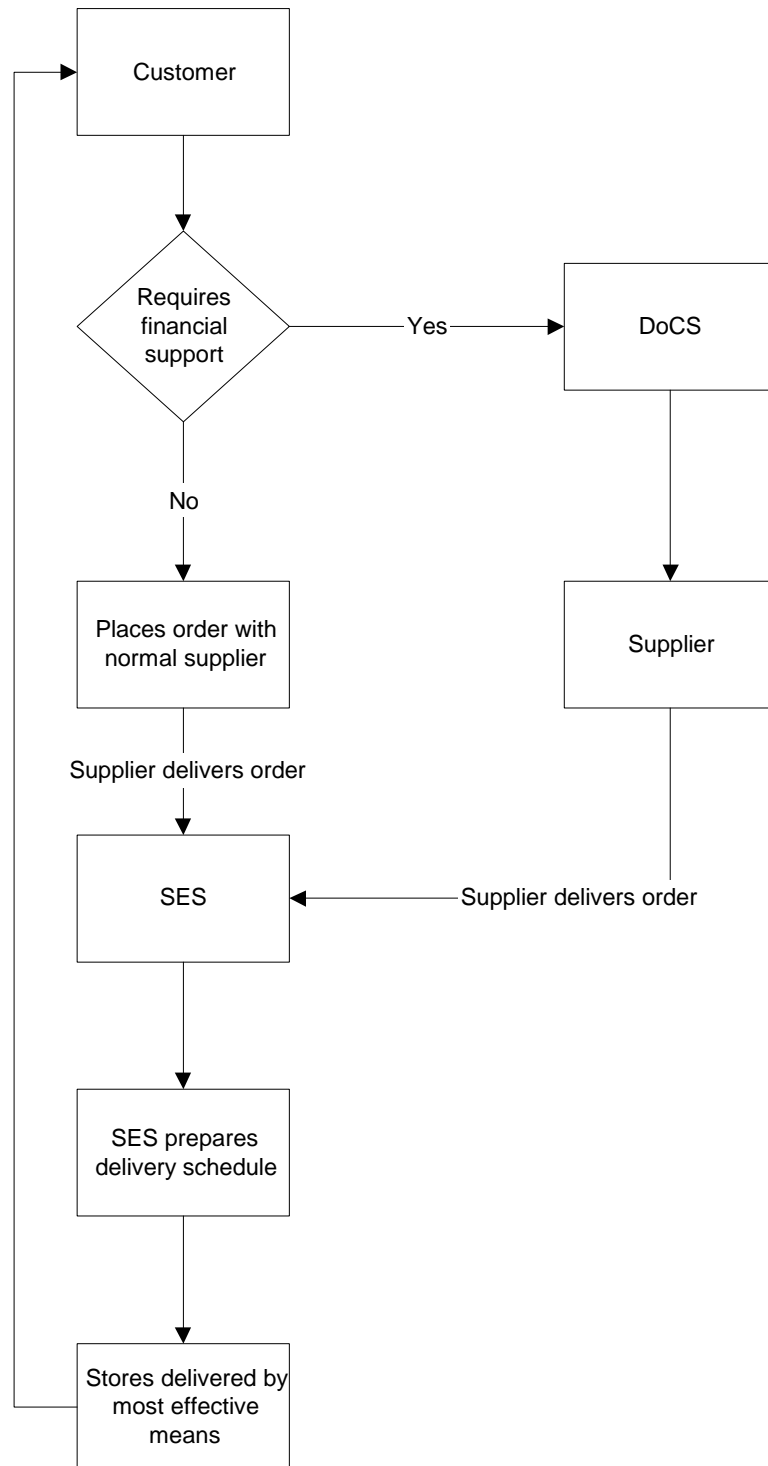 Customer
Requires
financial
support
Yes
DoCS
No
Places order with
normal supplier
Supplier
Supplier delivers order
SES
Supplier delivers order
SES prepares
delivery schedule
Stores delivered by
most effective
means